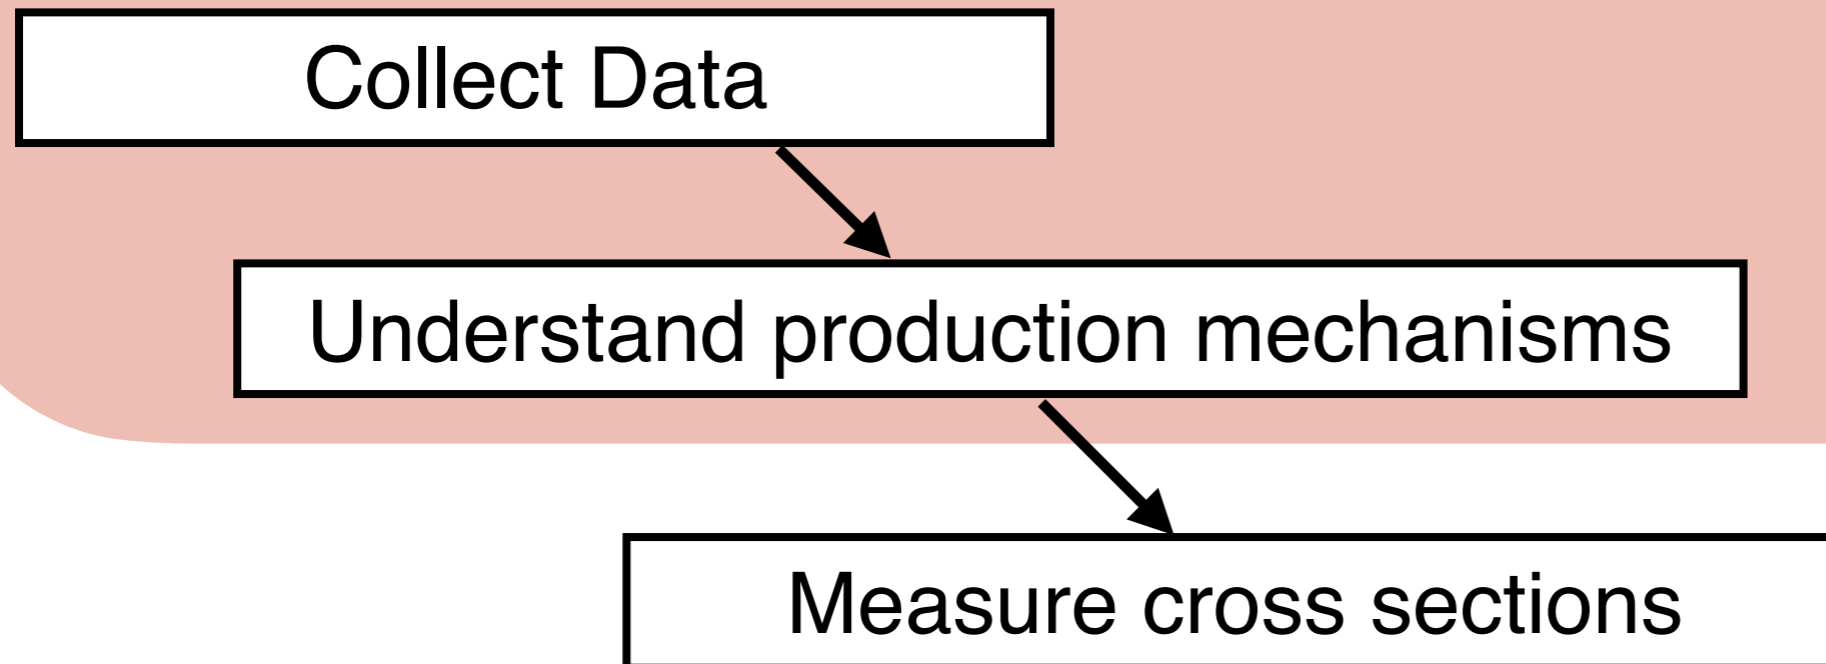 Collect Data
Understand production mechanisms
Measure cross sections